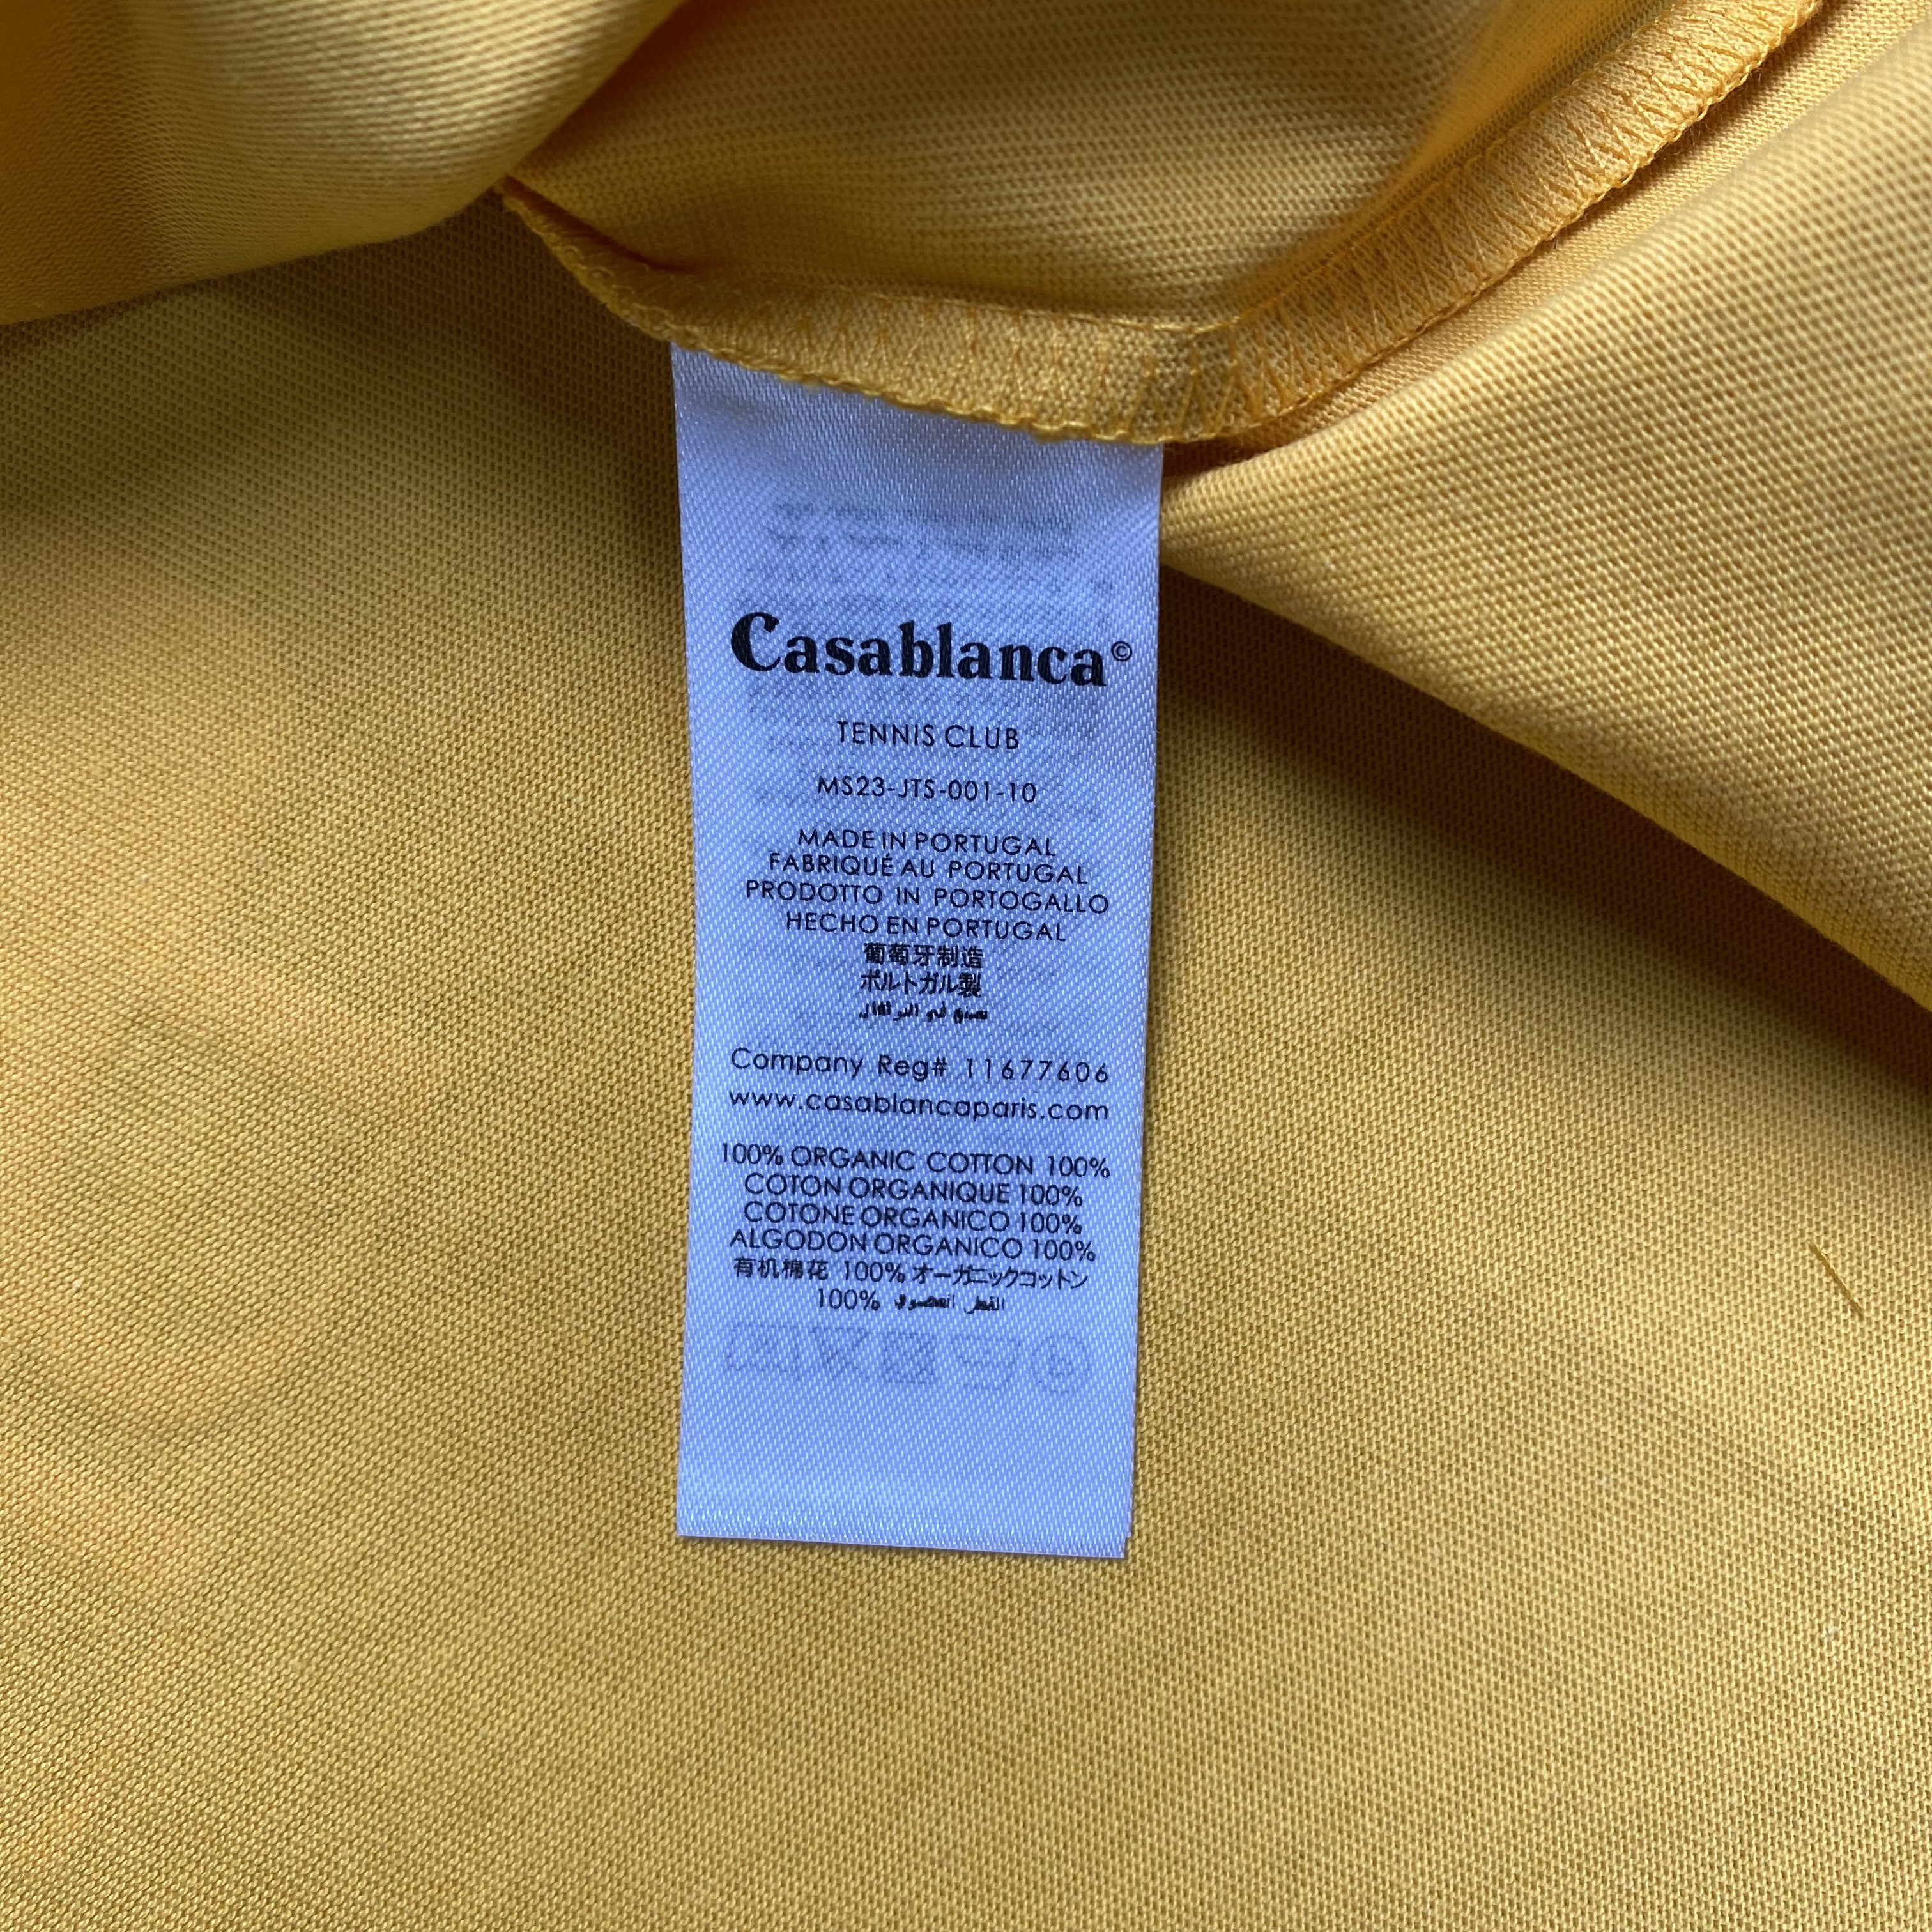 Casablanca©
TENNIS CLUB
MS23-JTS-001-10
MADE IN PORTUGAL
FABRIQUÉ AU PORTUGAL
PRODOTTO IN PORTOGALLO
HECHO EN PORTUGAL
葡萄牙制造
ポルトガル製
Company Reg# 11677606
www.casablancaparis.com
100% ORGANIC COTTON 100%
COTON ORGANIQUE 100%
COTONE ORGANICO 100%
ALGODON ORGANICO 100%
有机棉花 100% オーガニックコットン
100%